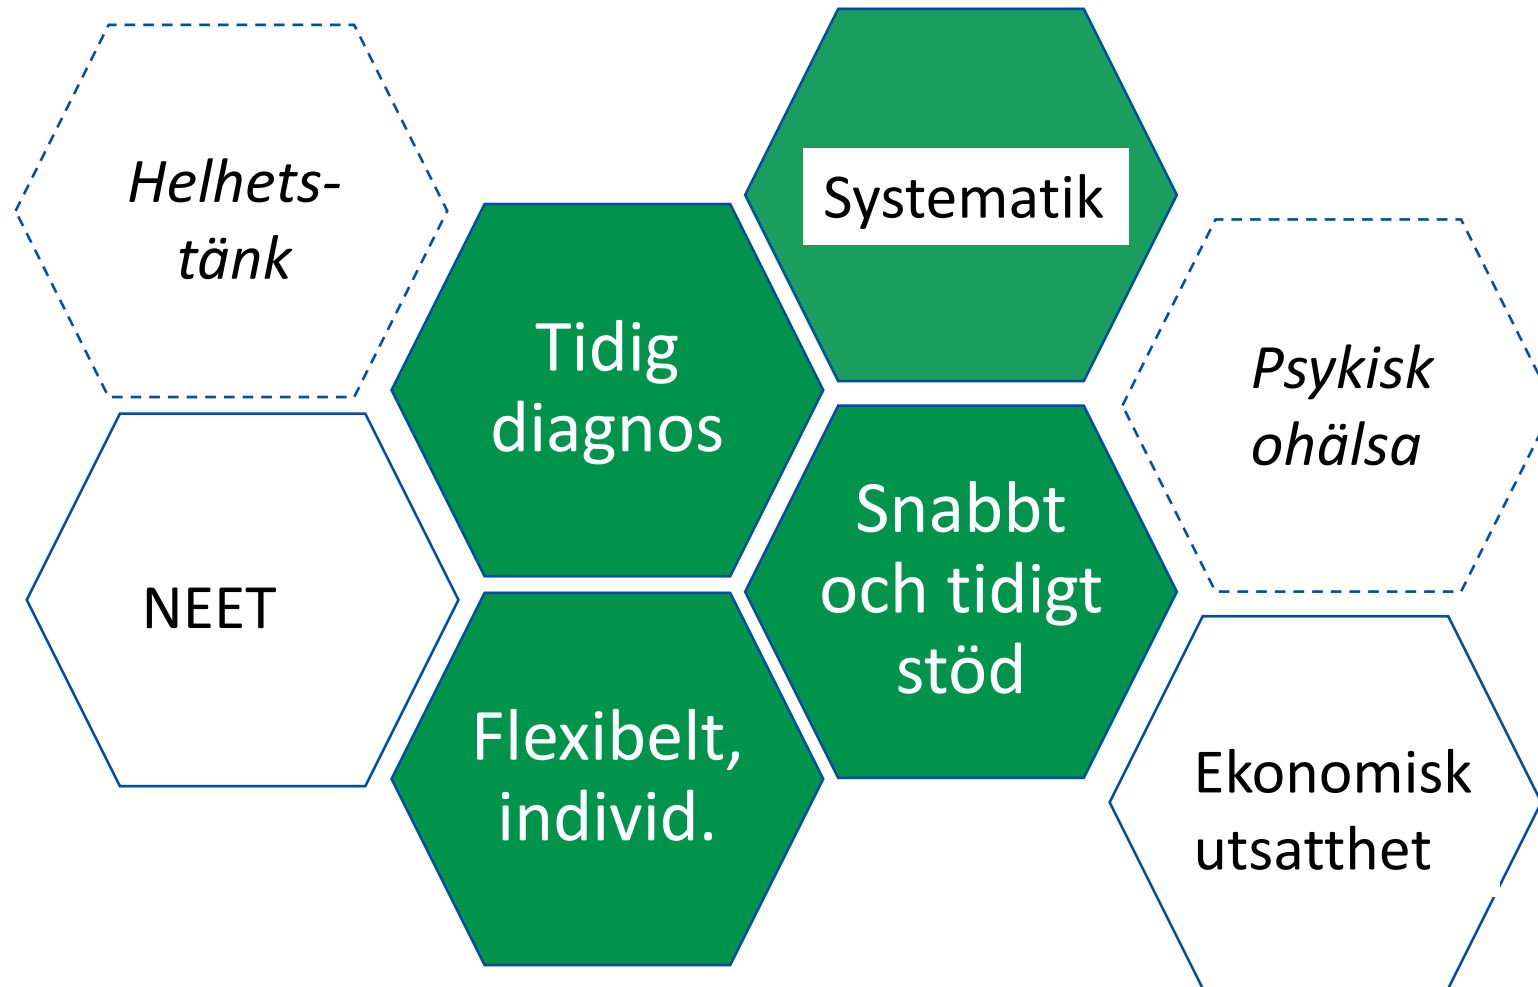 Helhets-
tänk
Systematik
Tidig
diagnos
Psykisk
ohälsa
NEET
Snabbt
och tidigt
stöd
Flexibelt,
individ.
Ekonomisk
utsatthet